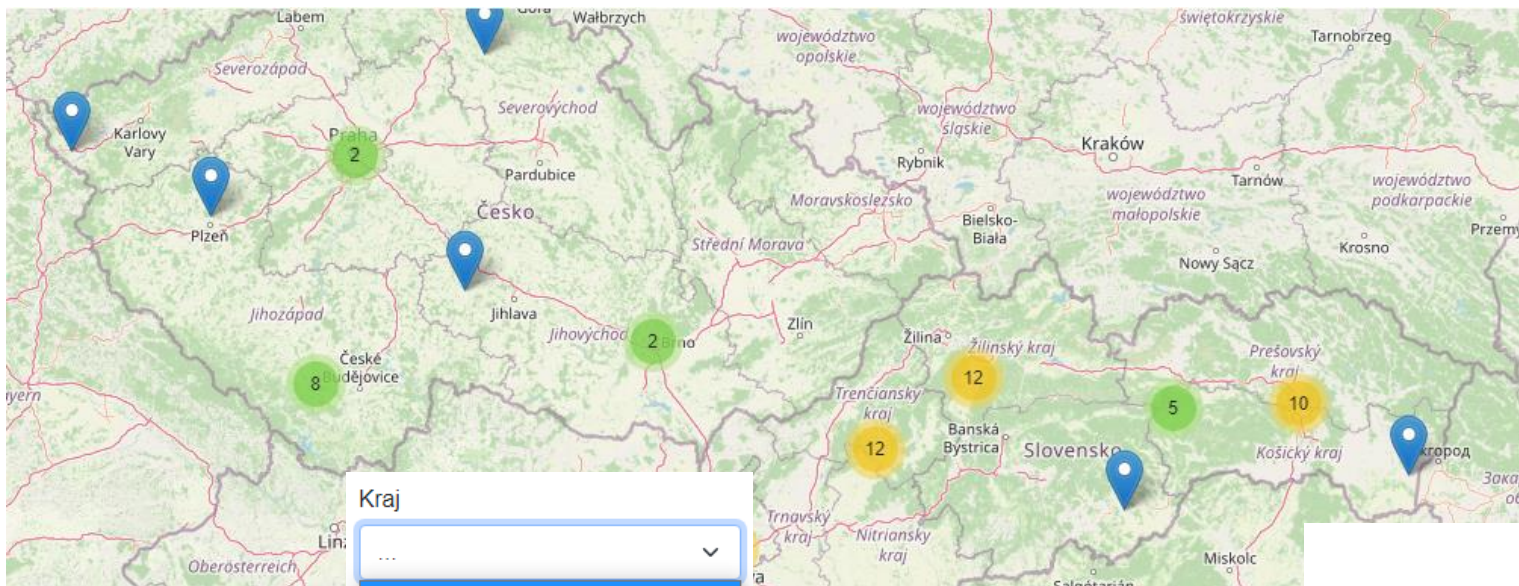 Labem
Wałbrzych
świętokrzyskie
województwo
opolskie
Tarnobrzeg
Severozápad
Severovýchod
województwo
śląskie
Karlovy
Vary
Praha
2
Kraków
Rybnik
Pardubice
Tarnów
województwo
podkarpackie
Moravskoslezsko
województwo
małopolskie
Česko
Bielsko-
Biała
Plzeň
Střední Morava
Krosno
Nowy Sącz
Jihozápad
Jihlava
Jihovýchod
2
Brno
Zlín
Žilina
Žilinský kraj
Prešovský
kraj
České
Budějovice
8
12
Trenčiansky
kraj
5
10
Banská
Bystrica
12
Slovensko
Košický kraj
Kraj
...
Trnavský
kraj
Nitriansky
kraj
Oberösterreich
Miskolc